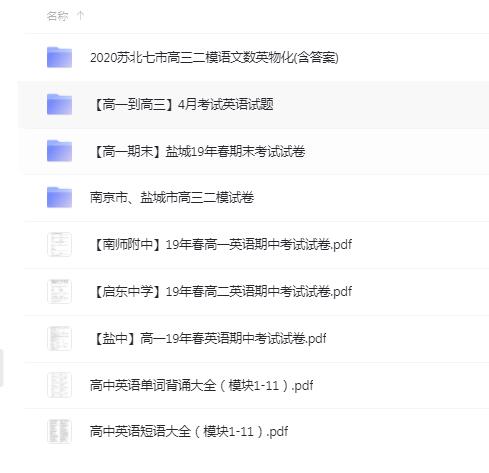 名称 ↑
2020苏北七市高三二模语文数英物化(含答案)
【高一到高三】4月考试英语试题
【高一期末】盐城19年春期末考试试卷
南京市、盐城市高三二模试卷
【南师附中】19年春高一英语期中考试试卷.pdf
【启东中学】19年春高二英语期中考试试卷.pdf
【盐中】高一19年春英语期中考试试卷.pdf
高中英语单词背诵大全（模块1-11）.pdf
高中英语短语大全（模块1-11）.pdf